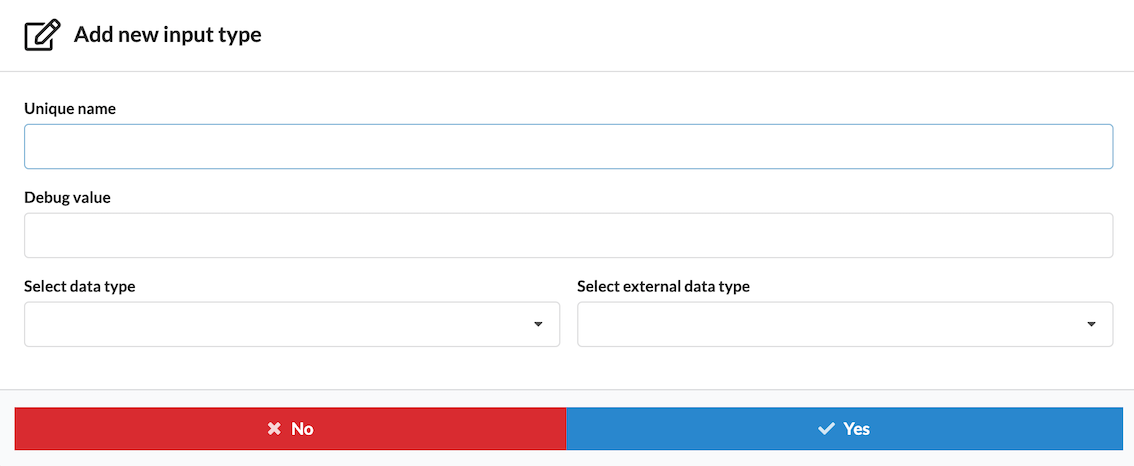 Add new input type
Unique name
Debug value
Select data type
Select external data type
No
Yes